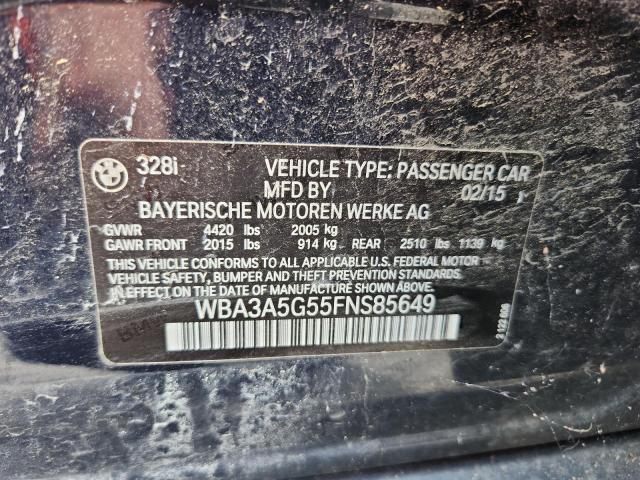 328i
VEHICLE TYPE: PASSENGER CAR
MFD BY 02/15
BAYERISCHE MOTOREN WERKE AG
GVWR 4420 lbs 2005 kg
GAWR FRONT 2015 lbs 914 kg REAR 2510 lbs 1139 kg
THIS VEHICLE CONFORMS TO ALL APPLICABLE U.S. FEDERAL MOTOR
VEHICLE SAFETY, BUMPER AND THEFT PREVENTION STANDARDS
IN EFFECT ON THE DATE OF MANUFACTURE SHOWN ABOVE.
WBA3A5G55FNS85649